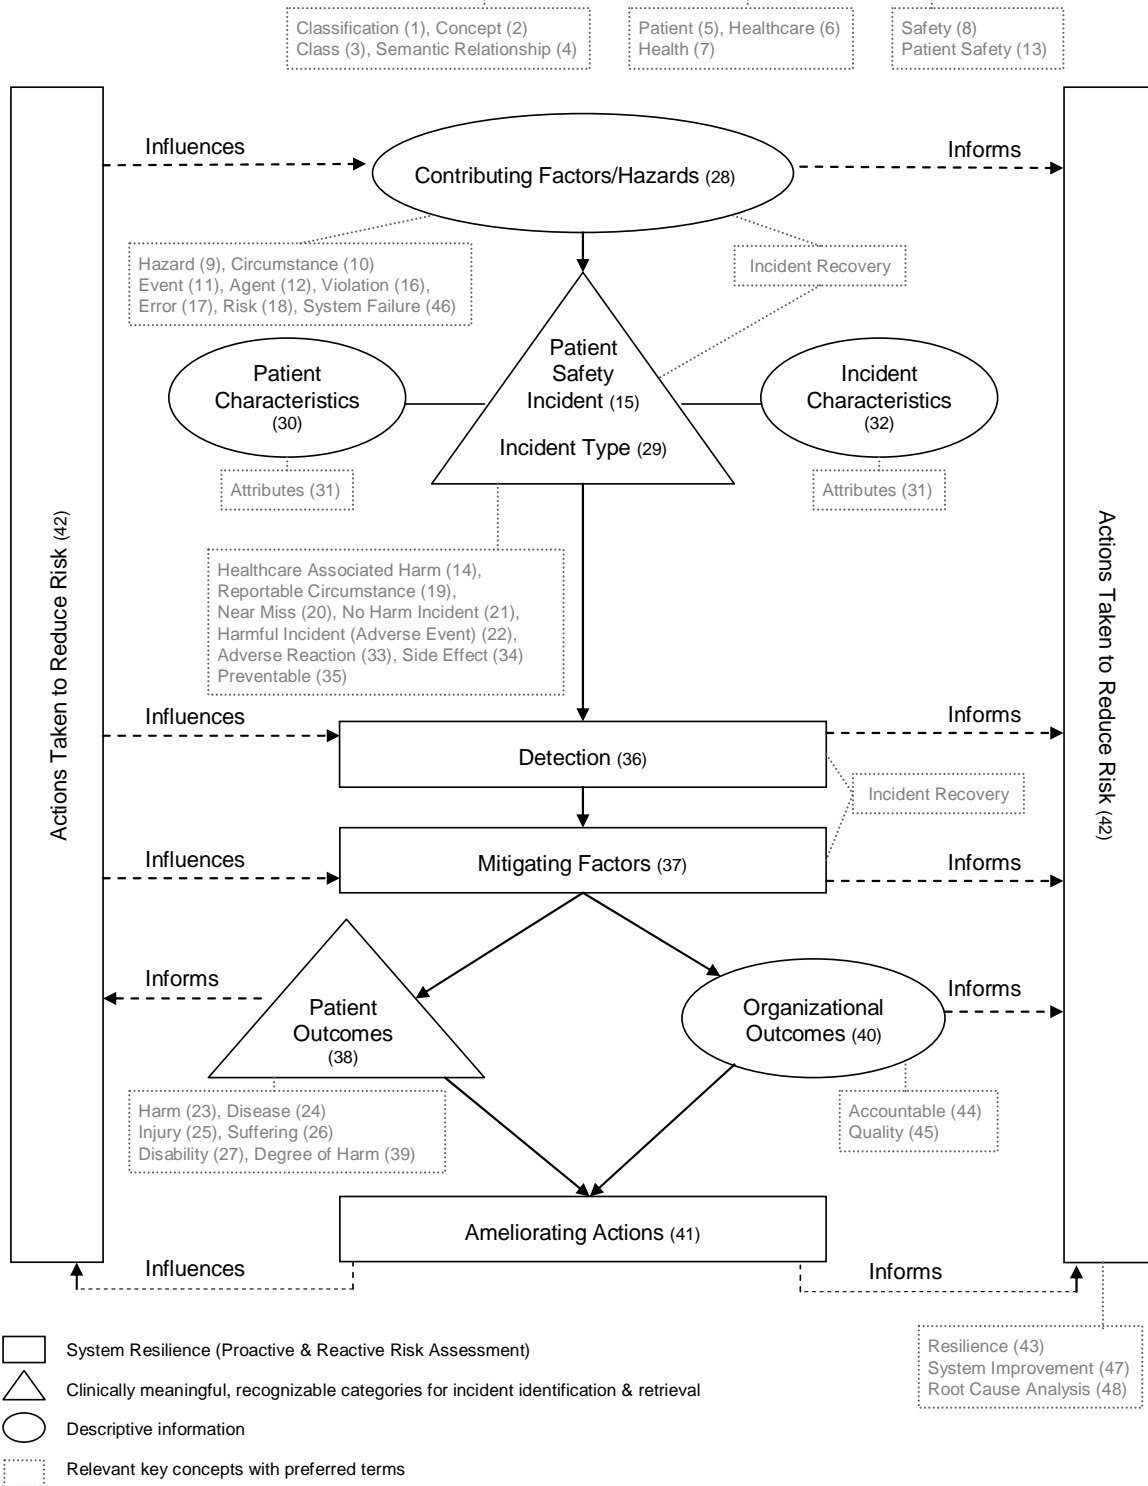 Classification (1), Concept (2)
Class (3), Semantic Relationship (4)
Patient (5), Healthcare (6)
Health (7)
Safety (8)
Patient Safety (13)
Influences
Contributing Factors/Hazards (28)
Informs
Hazard (9), Circumstance (10)
Event (11), Agent (12), Violation (16),
Error (17), Risk (18), System Failure (46)
Incident Recovery
Patient
Characteristics
(30)
Patient
Safety
Incident (15)
Incident Type (29)
Incident
Characteristics
(32)
Attributes (31)
Attributes (31)
Actions Taken to Reduce Risk (42)
Actions Taken to Reduce Risk (42)
Healthcare Associated Harm (14),
Reportable Circumstance (19),
Near Miss (20), No Harm Incident (21),
Harmful Incident (Adverse Event) (22),
Adverse Reaction (33), Side Effect (34)
Preventable (35)
Influences
Detection (36)
Informs
Incident Recovery
Influences
Mitigating Factors (37)
Informs
Informs
Patient
Outcomes
(38)
Organizational
Outcomes (40)
Informs
Harm (23), Disease (24)
Injury (25), Suffering (26)
Disability (27), Degree of Harm (39)
Accountable (44)
Quality (45)
Ameliorating Actions (41)
Influences
Informs
Resilience (43)
System Improvement (47)
Root Cause Analysis (48)
System Resilience (Proactive & Reactive Risk Assessment)
Clinically meaningful, recognizable categories for incident identification & retrieval
Descriptive information
Relevant key concepts with preferred terms